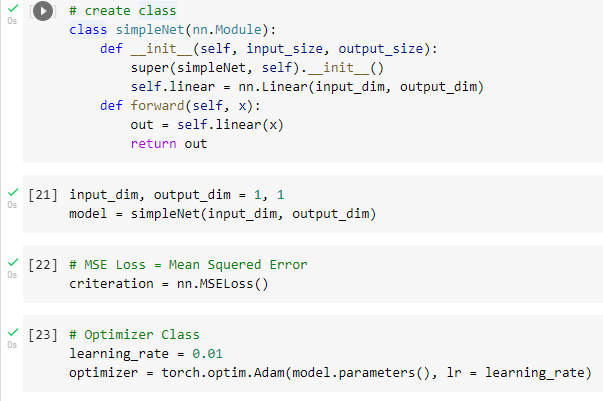 0s
# create class
class simpleNet(nn.Module):
def __init__(self, input_size, output_size):
super(simpleNet, self).__init__()
self.linear = nn.Linear(input_dim, output_dim)
def forward(self, x):
out = self.linear(x)
return out
0s
[21] input_dim, output_dim = 1, 1
model = simpleNet(input_dim, output_dim)
0s
[22] # MSE Loss = Mean Squered Error
criteration = nn.MSELoss()
0s
[23] # Optimizer Class
learning_rate = 0.01
optimizer = torch.optim.Adam(model.parameters(), lr = learning_rate)